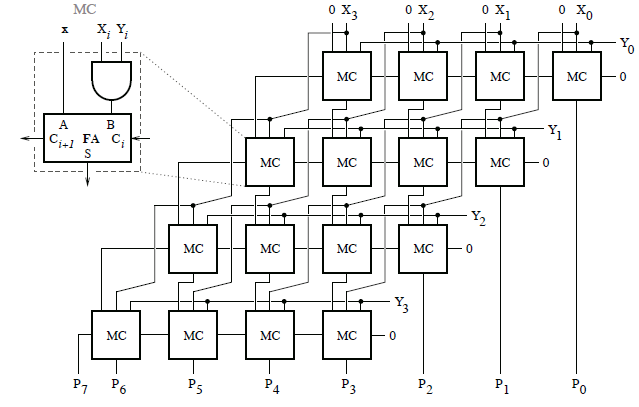 MC
x X_i Y_i
A B
C_{i+1} FA C_i
S
0 X_3 0 X_2 0 X_1 0 X_0
Y_0
MC MC MC MC 0
Y_1
MC MC MC MC 0
Y_2
MC MC MC MC 0
Y_3
MC MC MC MC 0
P_7 P_6 P_5 P_4 P_3 P_2 P_1 P_0